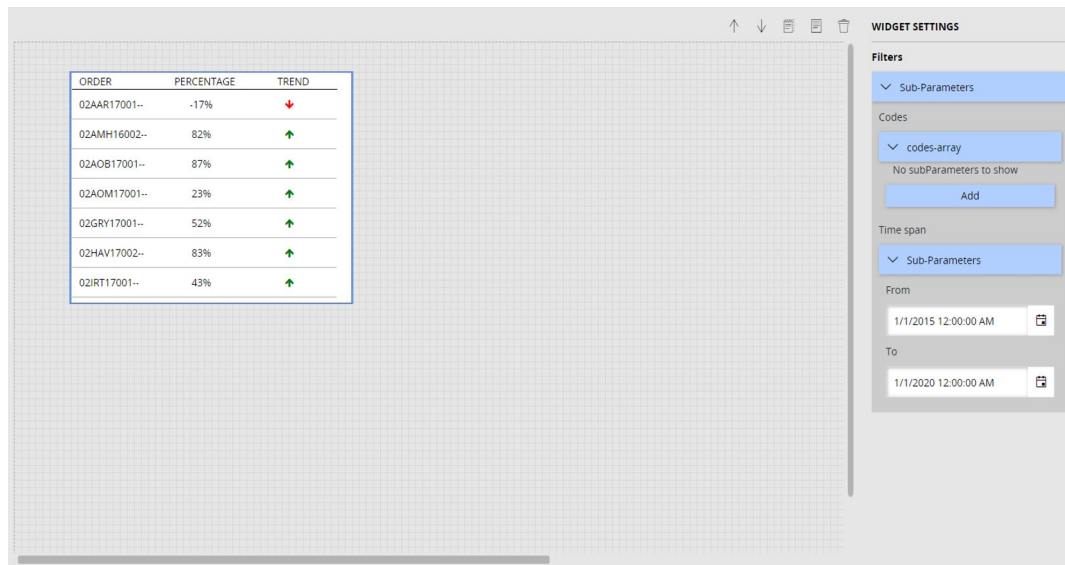 WIDGET SETTINGS
Filters
Sub-Parameters
Codes
codes-array
No subParameters to show
Add
Time span
Sub-Parameters
From
1/1/2015 12:00:00 AM
To
1/1/2020 12:00:00 AM
ORDER PERCENTAGE TREND
02AAR17001-- -17%
02AMH16002-- 82%
02AOB17001-- 87%
02AOM17001-- 23%
02GRY17001-- 52%
02HAV17002-- 83%
02IRT17001-- 43%